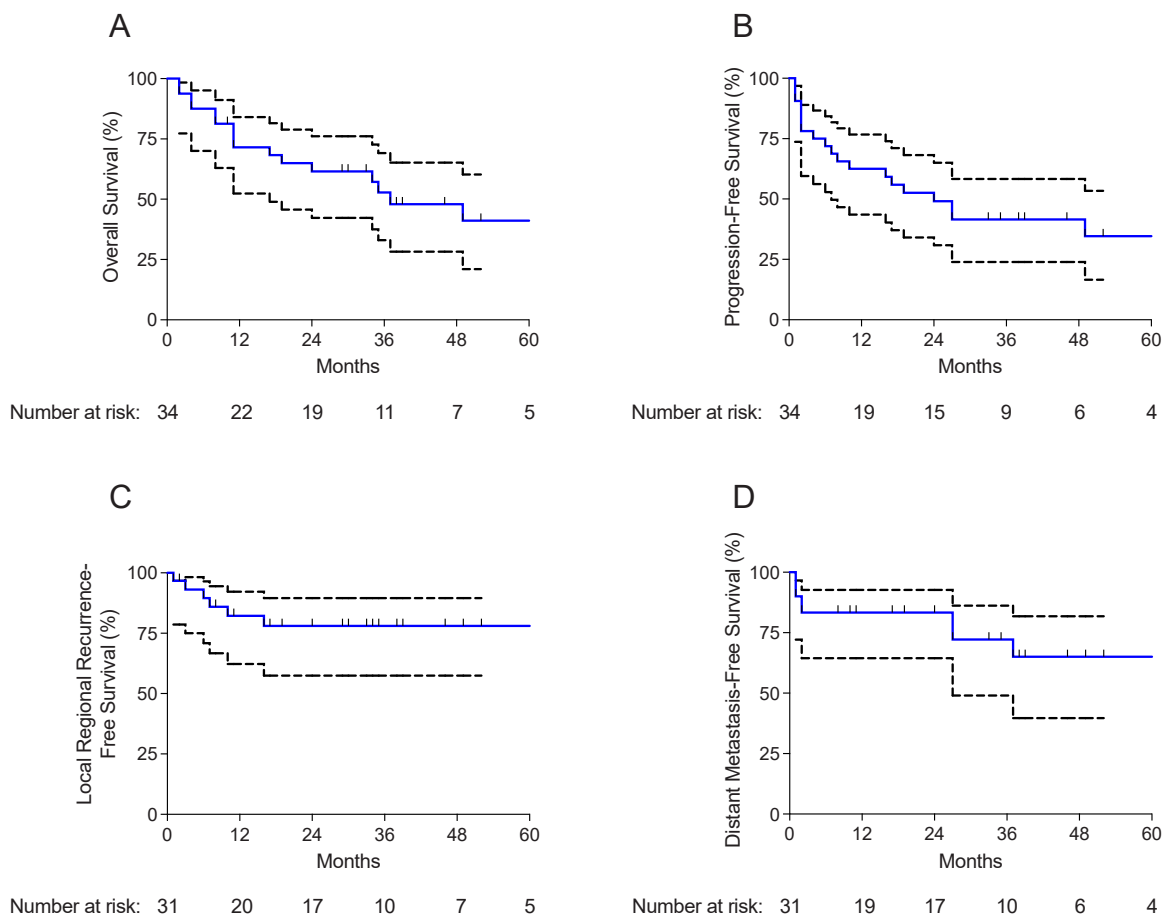 A
Overall Survival (%)
100
75
50
25
0
0 12 24 36 48 60
Months
Number at risk: 34 22 19 11 7 5
B
Progression-Free Survival (%)
100
75
50
25
0
0 12 24 36 48 60
Months
Number at risk: 34 19 15 9 6 4
C
Local Regional Recurrence-
Free Survival (%)
100
75
50
25
0
0 12 24 36 48 60
Months
Number at risk: 31 20 17 10 7 5
D
Distant Metastasis-Free Survival (%)
100
75
50
25
0
0 12 24 36 48 60
Months
Number at risk: 31 19 17 10 6 4